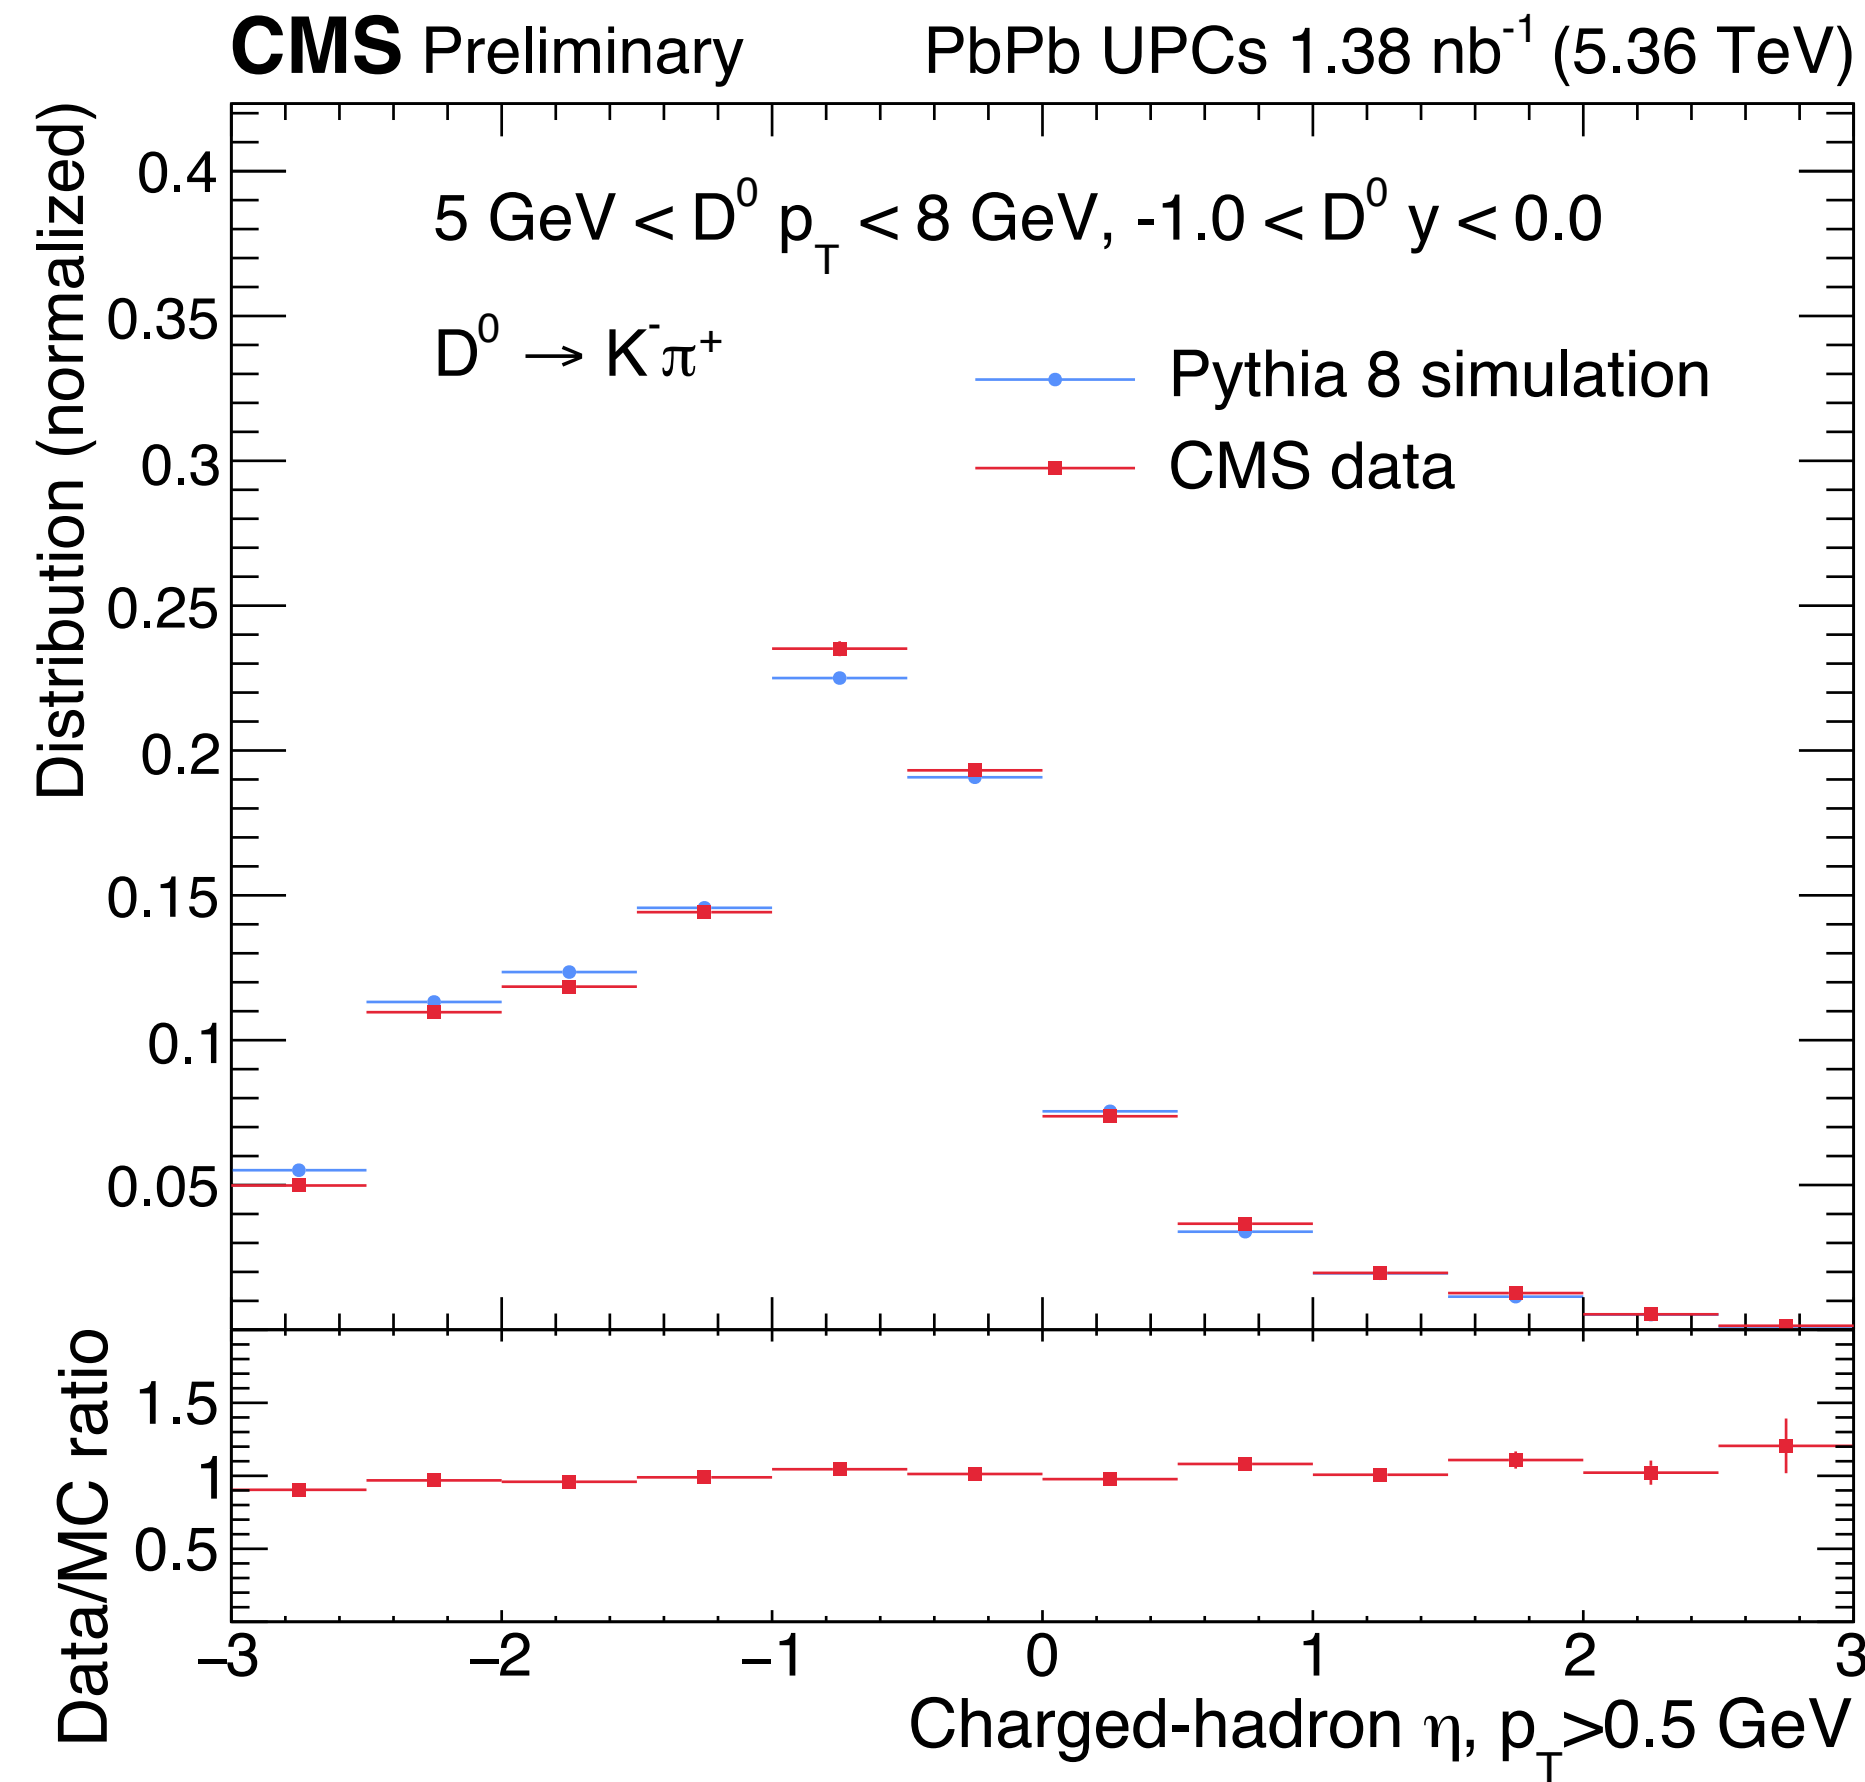 CMS Preliminary PbPb UPCs 1.38 nb⁻¹ (5.36 TeV)
Distribution (normalized)
0.4
0.35
0.3
0.25
0.2
0.15
0.1
0.05
5 GeV < D⁰ p_T < 8 GeV, -1.0 < D⁰ y < 0.0
D⁰ → K⁻π⁺
Pythia 8 simulation
CMS data
Data/MC ratio
1.5
1
0.5
−3 −2 −1 0 1 2 3
Charged-hadron η, p_T>0.5 GeV